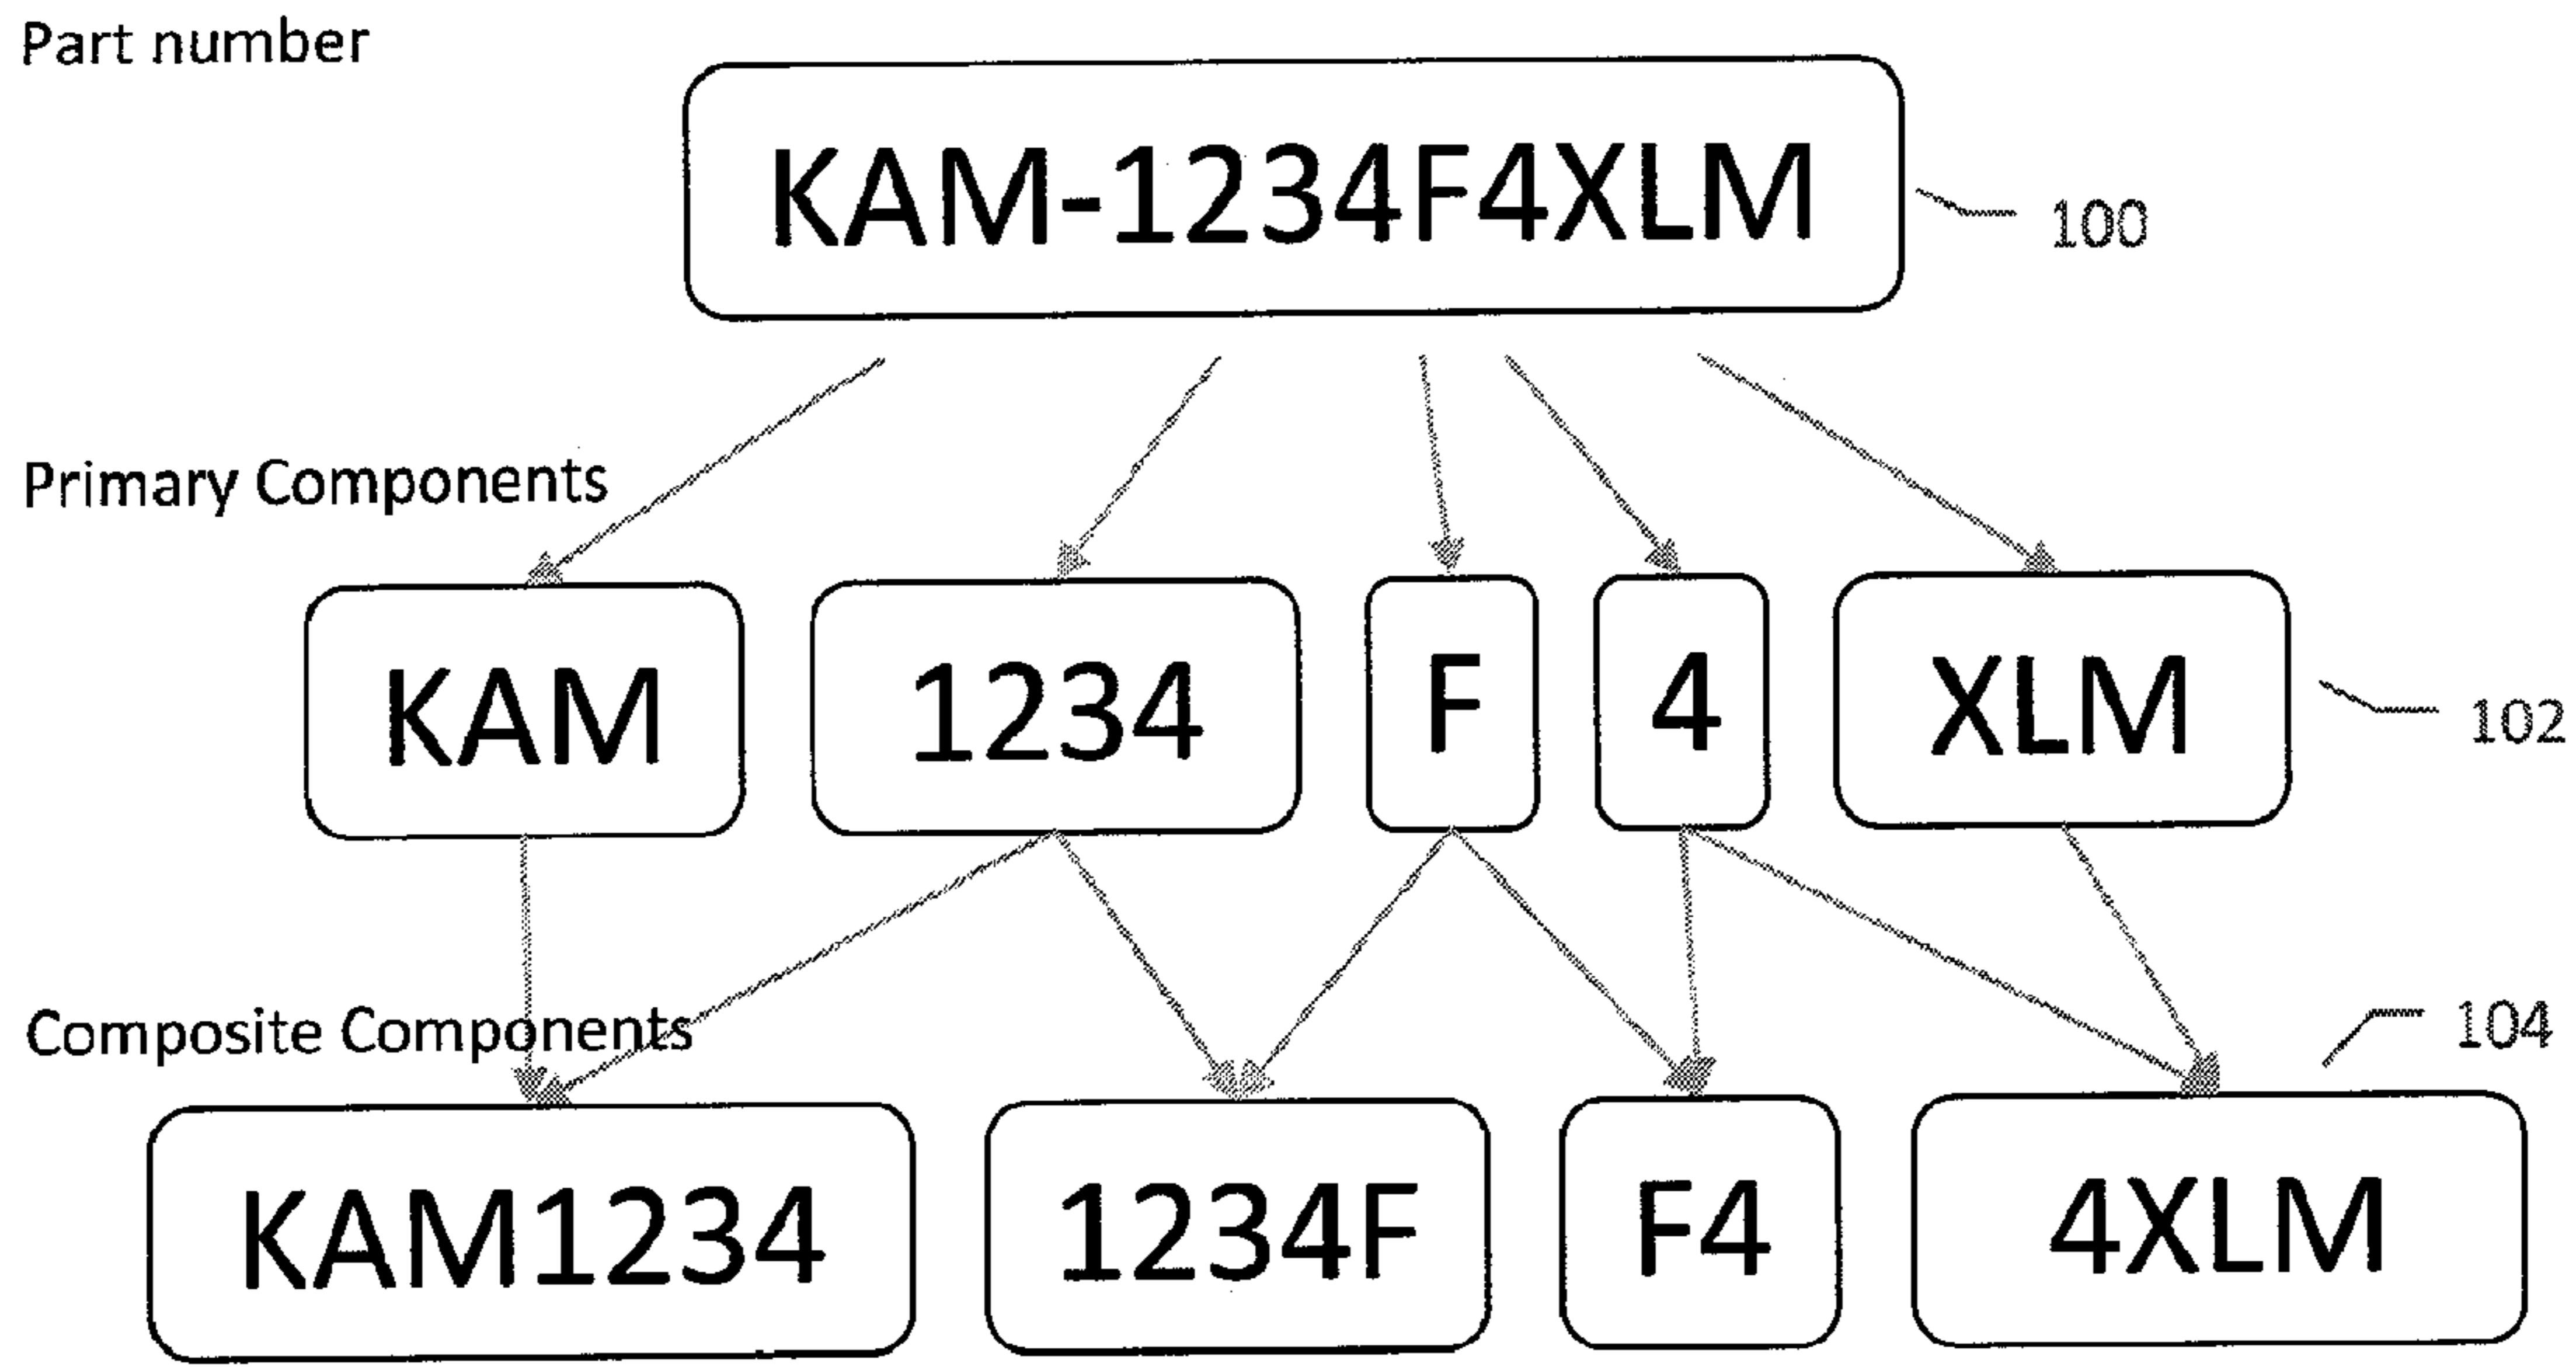 Part number
KAM-1234F4XLM
100
Primary Components
KAM 1234 F 4 XLM
102
Composite Components
104
KAM1234 1234F F4 4XLM